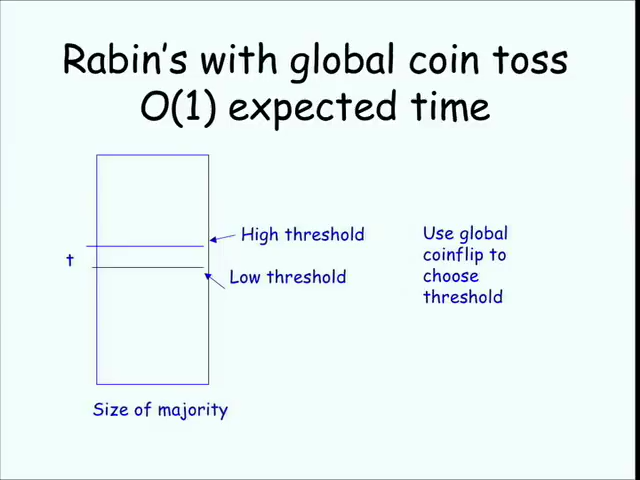 Rabin's with global coin toss
O(1) expected time
High threshold
t
Low threshold
Use global
coinflip to
choose
threshold
Size of majority